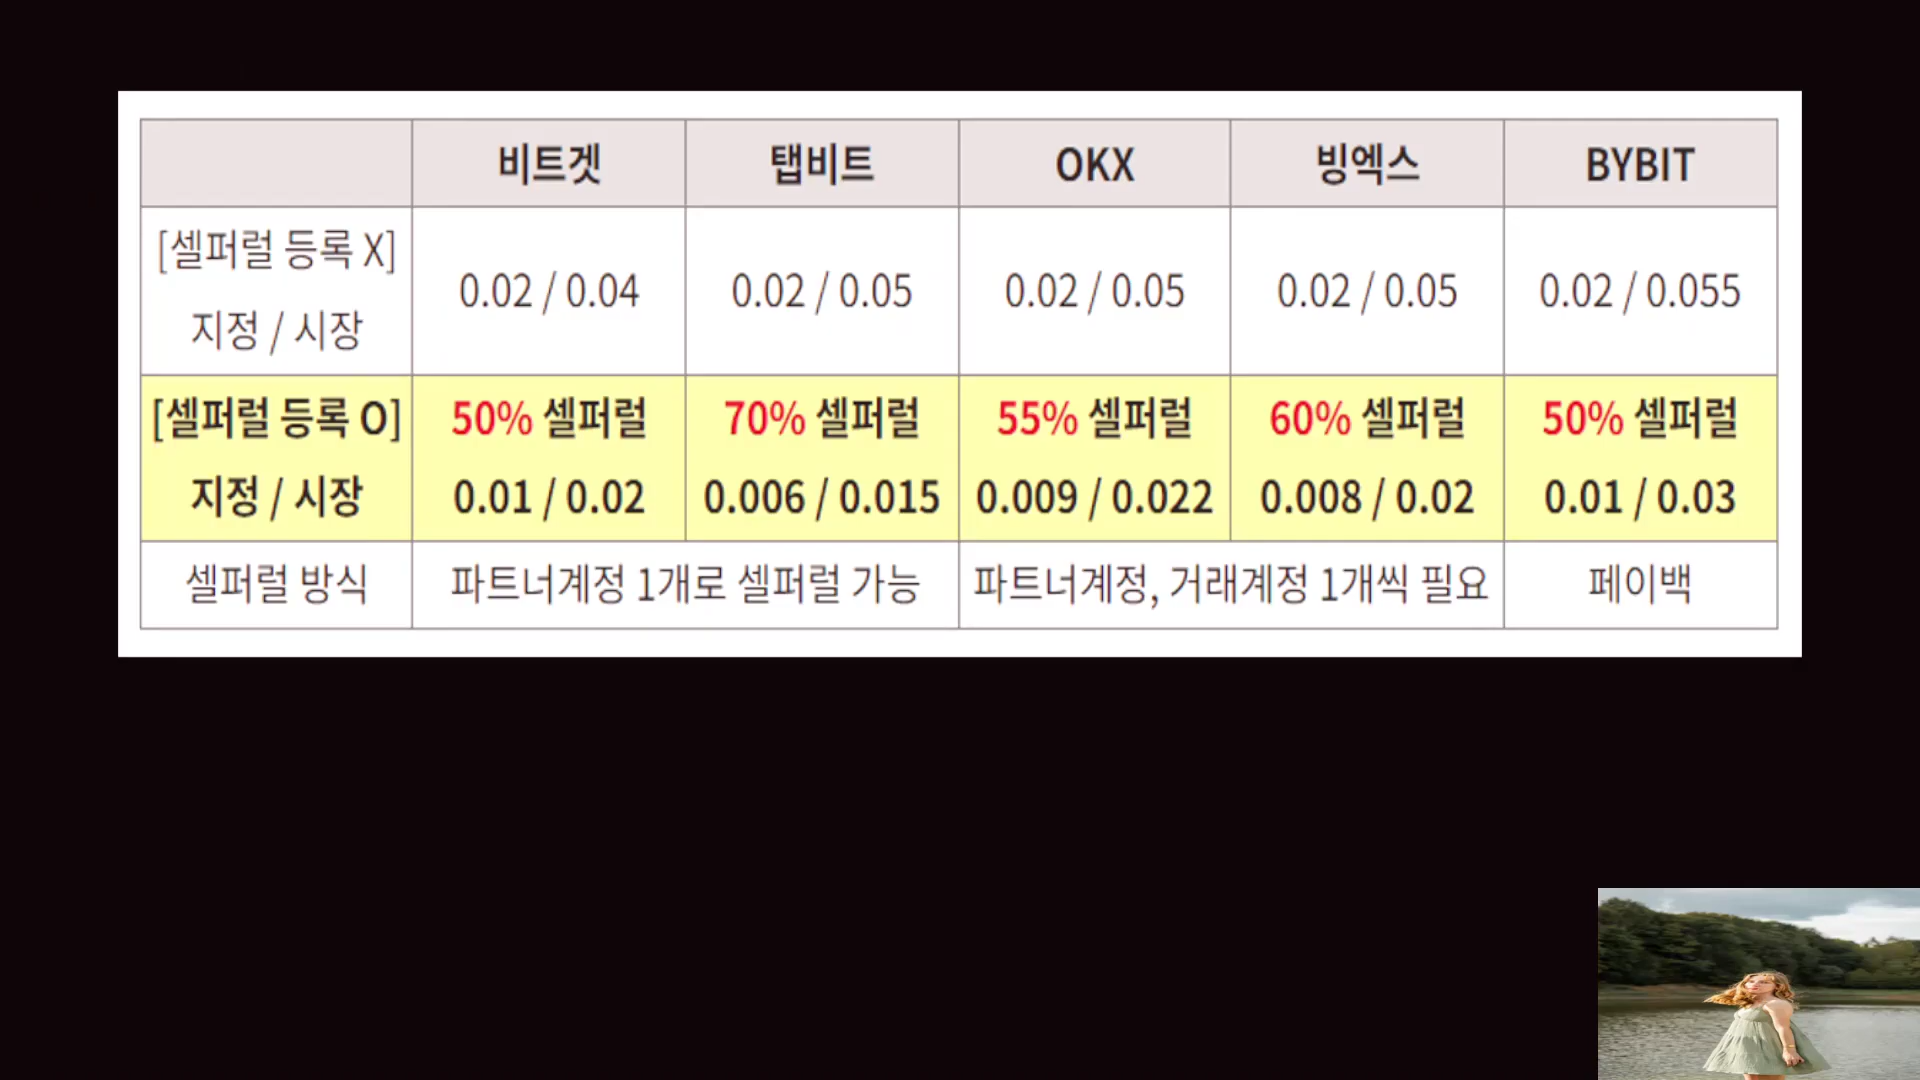 비트겟 탭비트 OKX 빙엑스 BYBIT
[셀퍼럴 등록 X]
지정 / 시장
0.02 / 0.04 0.02 / 0.05 0.02 / 0.05 0.02 / 0.05 0.02 / 0.055
[셀퍼럴 등록 O] 50% 셀퍼럴 70% 셀퍼럴 55% 셀퍼럴 60% 셀퍼럴 50% 셀퍼럴
지정 / 시장 0.01 / 0.02 0.006 / 0.015 0.009 / 0.022 0.008 / 0.02 0.01 / 0.03
셀퍼럴 방식 파트너계정 1개로 셀퍼럴 가능 파트너계정, 거래계정 1개씩 필요 페이백